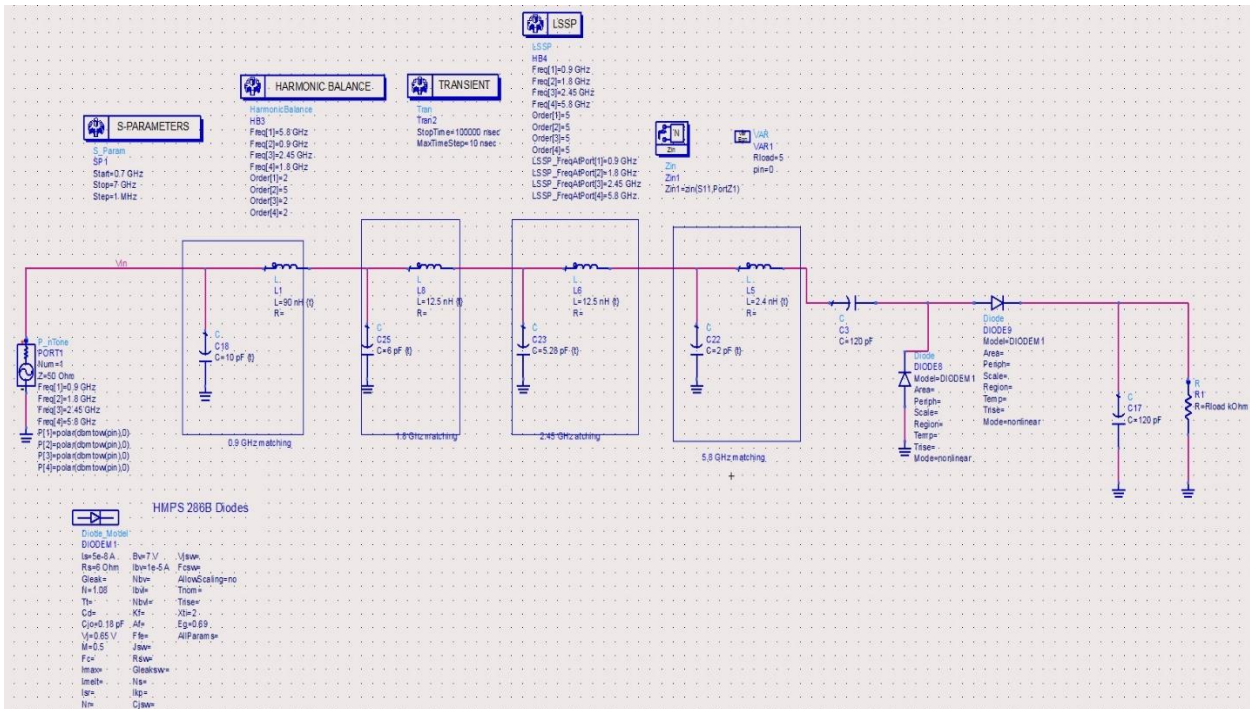 LSSP
LSSP
HB4
Freq[1]=0.9 GHz
Freq[2]=1.8 GHz
Freq[3]=2.45 GHz
Freq[4]=5.8 GHz
Order[1]=5
Order[2]=5
Order[3]=5
Order[4]=5
LSSP_FreqAtPort[1]=0.9 GHz
LSSP_FreqAtPort[2]=1.8 GHz
LSSP_FreqAtPort[3]=2.45 GHz
LSSP_FreqAtPort[4]=5.8 GHz
HARMONIC BALANCE
HarmonicBalance
HB3
Freq[1]=5.8 GHz
Freq[2]=0.9 GHz
Freq[3]=2.45 GHz
Freq[4]=1.8 GHz
Order[1]=2
Order[2]=5
Order[3]=2
Order[4]=2
TRANSIENT
Tran
Tran2
StopTime=100000 nsec
MaxTimeStep=10 nsec
S-PARAMETERS
S_Param
SP1
Start=0.7 GHz
Stop=7 GHz
Step=1 MHz
N
Zin
Zin
Zin1
Zin1=zin(S11,PortZ1)
VAR
VAR1
Rload=5
pin=0
Vin
P_nTone
PORT1
Num=1
Z=50 Ohm
Freq[1]=0.9 GHz
Freq[2]=1.8 GHz
Freq[3]=2.45 GHz
Freq[4]=5.8 GHz
P[1]=polar(dbmtow(pin),0)
P[2]=polar(dbmtow(pin),0)
P[3]=polar(dbmtow(pin),0)
P[4]=polar(dbmtow(pin),0)
L
L1
L=90 nH {t}
R=
C
C18
C=10 pF {t}
0.9 GHz matching
L
L8
L=12.5 nH {t}
R=
C
C25
C=6 pF {t}
1.8 Ghz matching
L
L6
L=12.5 nH {t}
R=
C
C23
C=5.28 pF {t}
2.45 GHz atching
L
L5
L=2.4 nH {t}
R=
C
C22
C=2 pF {t}
5.8 GHz matching
C
C3
C=120 pF
Diode
DIODE8
Model=DIODEM1
Area=
Periph=
Scale=
Region=
Temp=
Trise=
Mode=nonlinear
Diode
DIODE9
Model=DIODEM1
Area=
Periph=
Scale=
Region=
Temp=
Trise=
Mode=nonlinear
C
C17
C=120 pF
R
R1
R=Rload kOhm
HMPS 286B Diodes
Diode_Model
DIODEM1
Is=5e-8 A Bv=7 V Vjsw=
Rs=6 Ohm Ibv=1e-5 A Fcsw=
Gleak= Nbv= AllowScaling=no
N=1.08 Ibvl= Tnom=
Tt= Nbvl= Trise=
Cd= Kf= Xti=2
Cjo=0.18 pF Af= Eg=0.69
Vj=0.65 V Ffe= AllParams=
M=0.5 Jsw=
Fc= Rsw=
Imax= Gleaksw=
Imelt= Ns=
Isr= Ikp=
Nr= Cjsw=